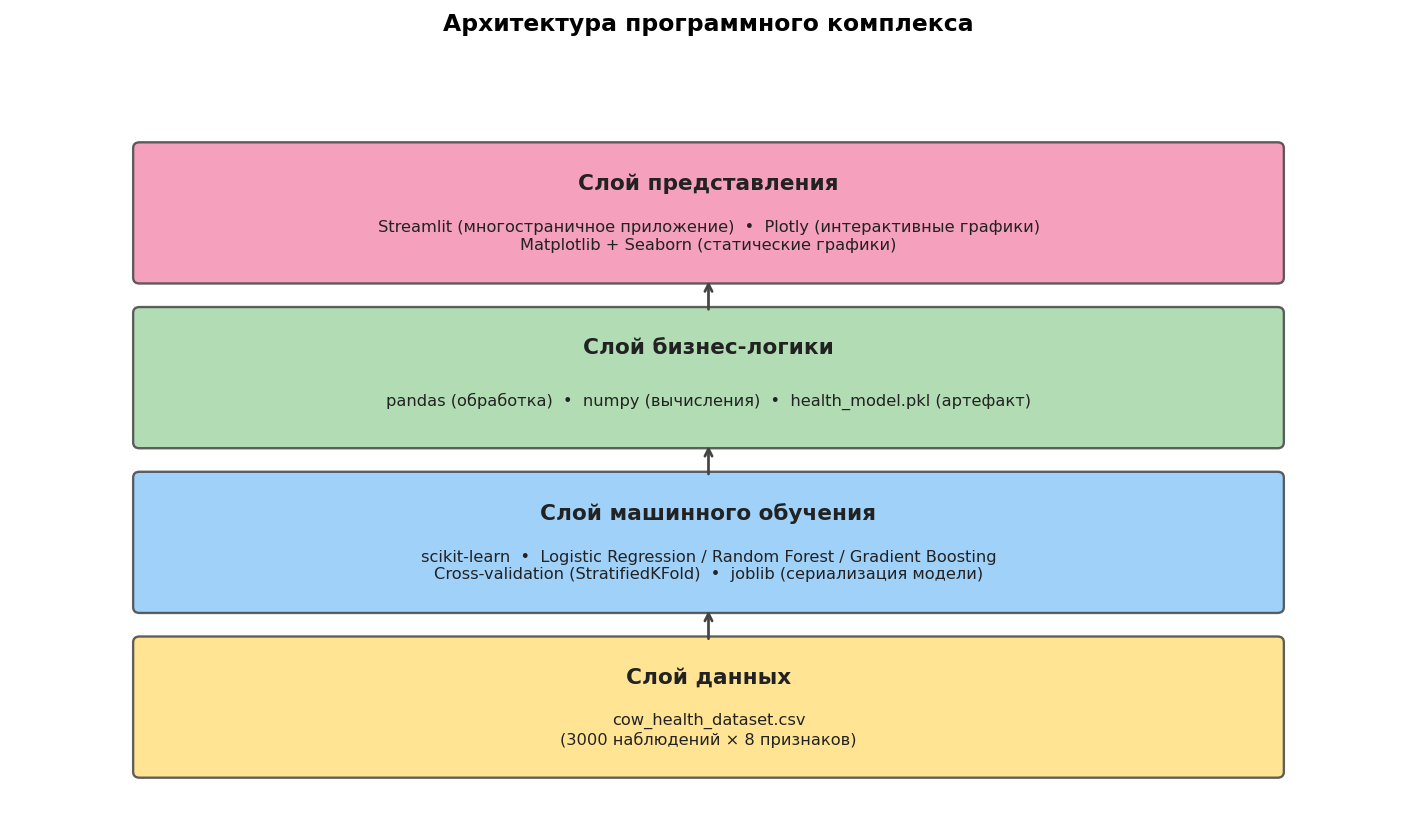 Архитектура программного комплекса
Слой представления
Streamlit (многостраничное приложение) • Plotly (интерактивные графики)
Matplotlib + Seaborn (статические графики)
Слой бизнес-логики
pandas (обработка) • numpy (вычисления) • health_model.pkl (артефакт)
Слой машинного обучения
scikit-learn • Logistic Regression / Random Forest / Gradient Boosting
Cross-validation (StratifiedKFold) • joblib (сериализация модели)
Слой данных
cow_health_dataset.csv
(3000 наблюдений × 8 признаков)